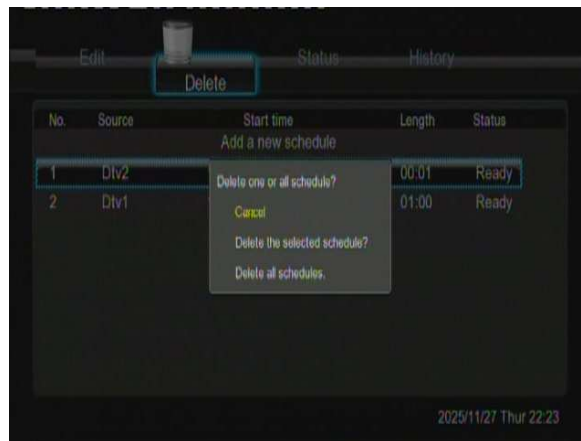 Edit Status History
Delete
No. Source Start time Length Status
Add a new schedule
1 Dtv2 00:01 Ready
2 Dtv1 01:00 Ready
Delete one or all schedule?
Cancel
Delete the selected schedule?
Delete all schedules.
2025/11/27 Thur 22:23